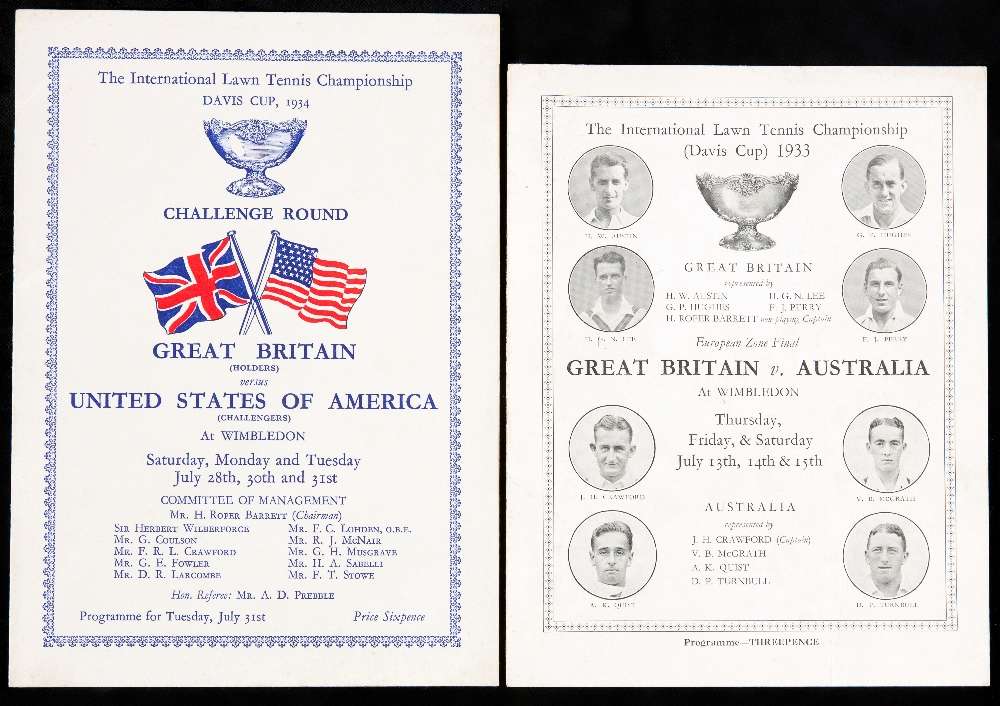 The International Lawn Tennis Championship
DAVIS CUP, 1934
CHALLENGE ROUND
GREAT BRITAIN
(HOLDERS)
versus
UNITED STATES OF AMERICA
(CHALLENGERS)
At WIMBLEDON
Saturday, Monday and Tuesday
July 28th, 30th and 31st
COMMITTEE OF MANAGEMENT
Mr. H. Roper Barrett (Chairman)
Sir Herbert Wilberforce
Mr. G. Coulson
Mr. F. R. L. Crawford
Mr. G. E. Fowler
Mr. D. R. Larcombe
Mr. F. C. Lohden, O.B.E.
Mr. R. J. McNair
Mr. G. H. Musgrave
Mr. H. A. Sabelli
Mr. F. T. Stowe
Hon. Referee: Mr. A. D. Prebble
Programme for Tuesday, July 31st
Price Sixpence
The International Lawn Tennis Championship
(Davis Cup) 1933
H. W. AUSTIN
G. P. HUGHES
GREAT BRITAIN
represented by
H. W. AUSTIN
H. G. N. LEE
G. P. HUGHES
F. J. PERRY
H. ROPER BARRETT non-playing Captain
H. G. N. LEE
F. J. PERRY
European Zone Final
GREAT BRITAIN v. AUSTRALIA
At WIMBLEDON
Thursday,
Friday, & Saturday
July 13th, 14th & 15th
J. H. CRAWFORD
V. B. McGRATH
AUSTRALIA
represented by
J. H. CRAWFORD (Captain)
V. B. McGRATH
A. K. QUIST
D. P. TURNBULL
A. K. QUIST
D. P. TURNBULL
Programme—THREEPENCE